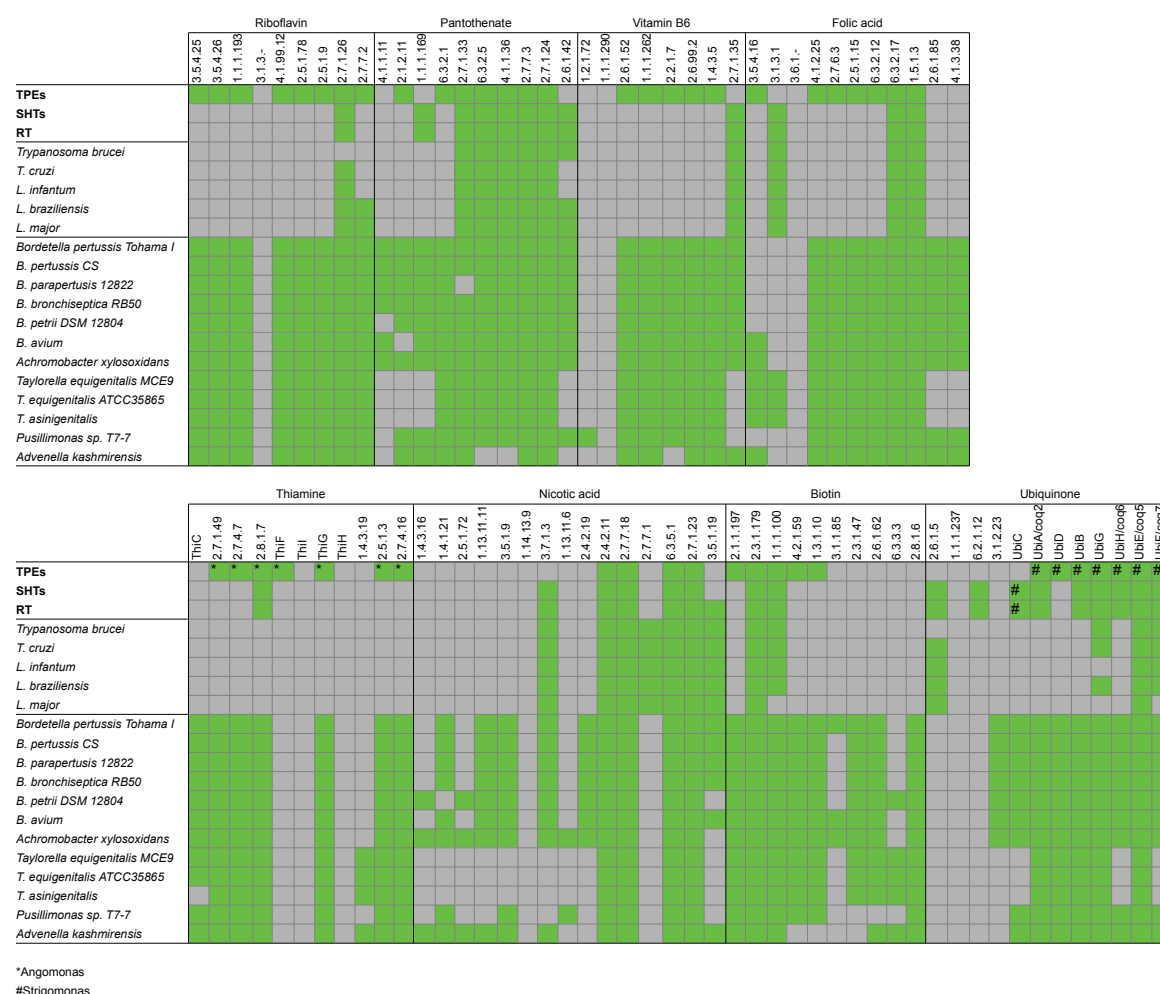 Riboflavin Pantothenate Vitamin B6 Folic acid
3.5.4.25 3.5.4.26 1.1.1.193 3.1.3.- 4.1.99.12 2.5.1.78 2.5.1.9 2.7.1.26 2.7.7.2 4.1.1.11 2.1.2.11 1.1.1.169 6.3.2.1 2.7.1.33 6.3.2.5 4.1.1.36 2.7.7.3 2.7.1.24 2.6.1.42 1.2.1.72 1.1.1.290 2.6.1.52 1.1.1.262 2.2.1.7 2.6.99.2 1.4.3.5 2.7.1.35 3.5.4.16 3.1.3.1 3.6.1.- 4.1.2.25 2.7.6.3 2.5.1.15 6.3.2.12 6.3.2.17 1.5.1.3 2.6.1.85 4.1.3.38
TPEs
SHTs
RT
Trypanosoma brucei
T. cruzi
L. infantum
L. braziliensis
L. major
Bordetella pertussis Tohama I
B. pertussis CS
B. parapertusis 12822
B. bronchiseptica RB50
B. petrii DSM 12804
B. avium
Achromobacter xylosoxidans
Taylorella equigenitalis MCE9
T. equigenitalis ATCC35865
T. asinigenitalis
Pusillimonas sp. T7-7
Advenella kashmirensis
Thiamine Nicotic acid Biotin Ubiquinone
ThiC 2.7.1.49 2.7.4.7 2.8.1.7 ThiF ThiI ThiG ThiH 1.4.3.19 2.5.1.3 2.7.4.16 1.4.3.16 1.4.1.21 2.5.1.72 1.13.11.11 3.5.1.9 1.14.13.9 3.7.1.3 1.13.11.6 2.4.2.19 2.4.2.11 2.7.7.18 2.7.7.1 6.3.5.1 2.7.1.23 3.5.1.19 2.1.1.197 2.3.1.179 1.1.1.100 4.2.1.59 1.3.1.10 3.1.1.85 2.3.1.47 2.6.1.62 6.3.3.3 2.8.1.6 2.6.1.5 1.1.1.237 6.2.1.12 3.1.2.23 UbiC UbiA/coq2 UbiD UbiB UbiG UbiH/coq6 UbiE/coq5
TPEs * * * * * * * # # # # # # #
SHTs #
RT #
Trypanosoma brucei
T. cruzi
L. infantum
L. braziliensis
L. major
Bordetella pertussis Tohama I
B. pertussis CS
B. parapertusis 12822
B. bronchiseptica RB50
B. petrii DSM 12804
B. avium
Achromobacter xylosoxidans
Taylorella equigenitalis MCE9
T. equigenitalis ATCC35865
T. asinigenitalis
Pusillimonas sp. T7-7
Advenella kashmirensis
*Angomonas
#Strigomonas